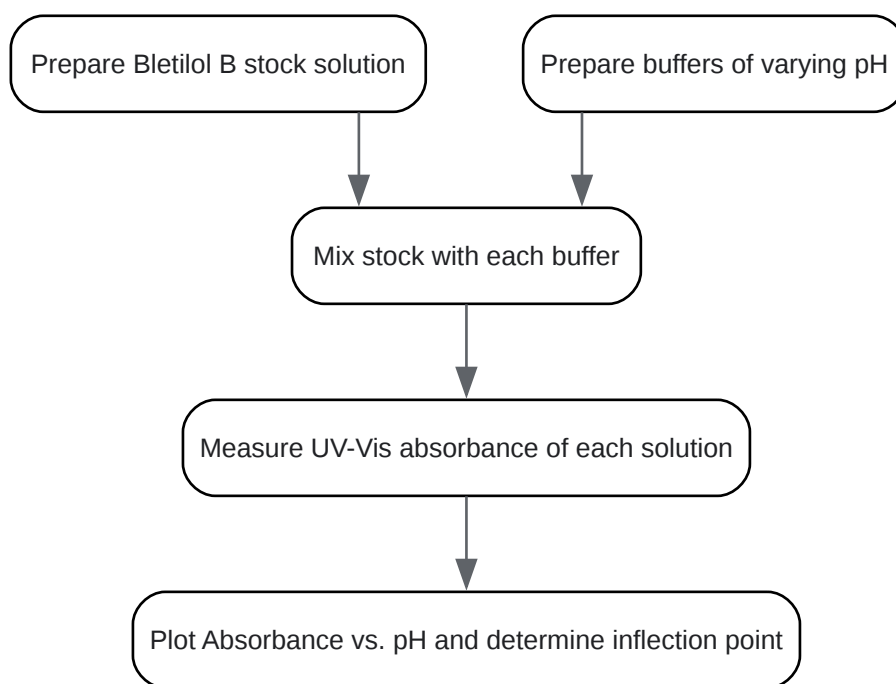 Prepare Bletilol B stock solution
Prepare buffers of varying pH
Mix stock with each buffer
Measure UV-Vis absorbance of each solution
Plot Absorbance vs. pH and determine inflection point